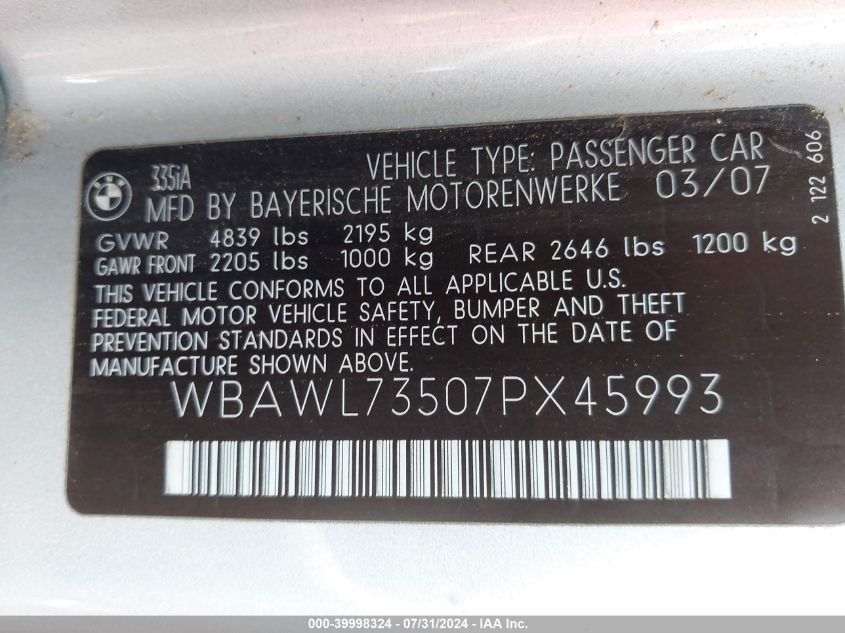 BMW
335iA
VEHICLE TYPE: PASSENGER CAR
MFD BY BAYERISCHE MOTORENWERKE 03/07
GVWR 4839 lbs 2195 kg
GAWR FRONT 2205 lbs 1000 kg REAR 2646 lbs 1200 kg
THIS VEHICLE CONFORMS TO ALL APPLICABLE U.S.
FEDERAL MOTOR VEHICLE SAFETY, BUMPER AND THEFT
PREVENTION STANDARDS IN EFFECT ON THE DATE OF
MANUFACTURE SHOWN ABOVE.
WBAWL73507PX45993
2 122 606
000-39998324 - 07/31/2024 - IAA Inc.